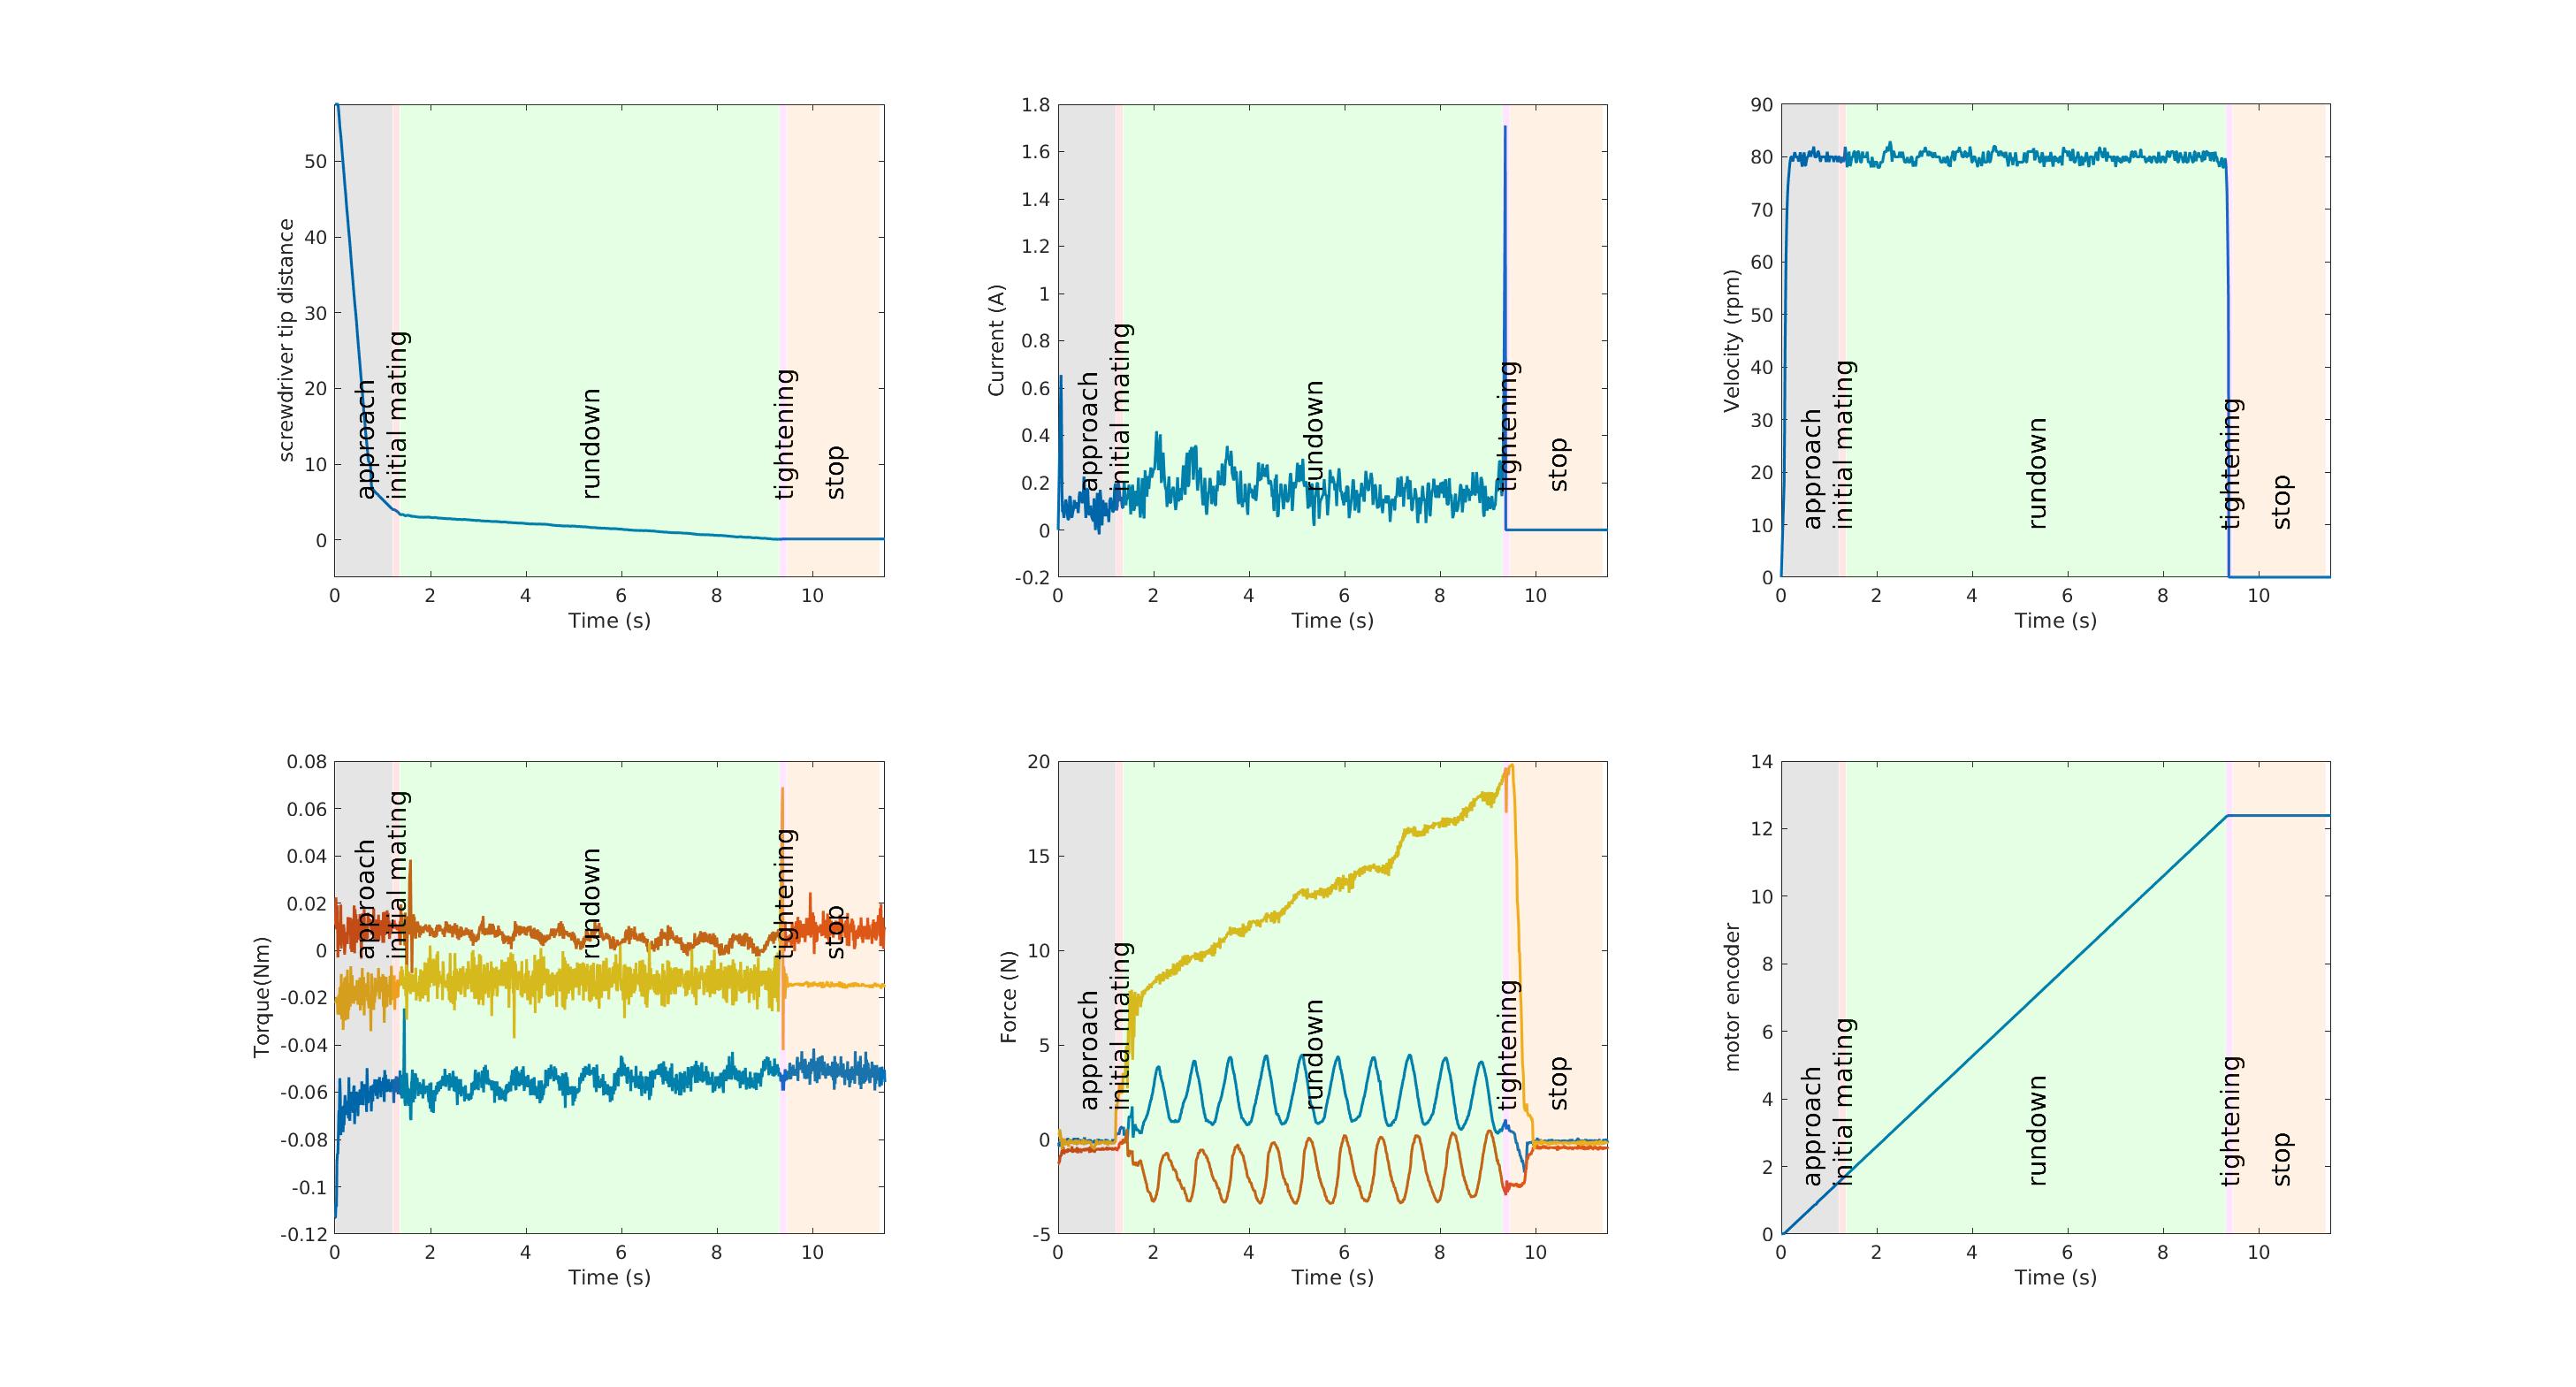 screwdriver tip distance
50
40
30
20
10
0
approach
initial mating
rundown
tightening
stop
0 2 4 6 8 10
Time (s)
Current (A)
1.8
1.6
1.4
1.2
1
0.8
0.6
0.4
0.2
0
-0.2
approach
initial mating
rundown
tightening
stop
0 2 4 6 8 10
Time (s)
Velocity (rpm)
90
80
70
60
50
40
30
20
10
0
approach
initial mating
rundown
tightening
stop
0 2 4 6 8 10
Time (s)
Torque(Nm)
0.08
0.06
0.04
0.02
0
-0.02
-0.04
-0.06
-0.08
-0.1
-0.12
approach
initial mating
rundown
tightening
stop
0 2 4 6 8 10
Time (s)
Force (N)
20
15
10
5
0
-5
approach
initial mating
rundown
tightening
stop
0 2 4 6 8 10
Time (s)
motor encoder
14
12
10
8
6
4
2
0
approach
initial mating
rundown
tightening
stop
0 2 4 6 8 10
Time (s)